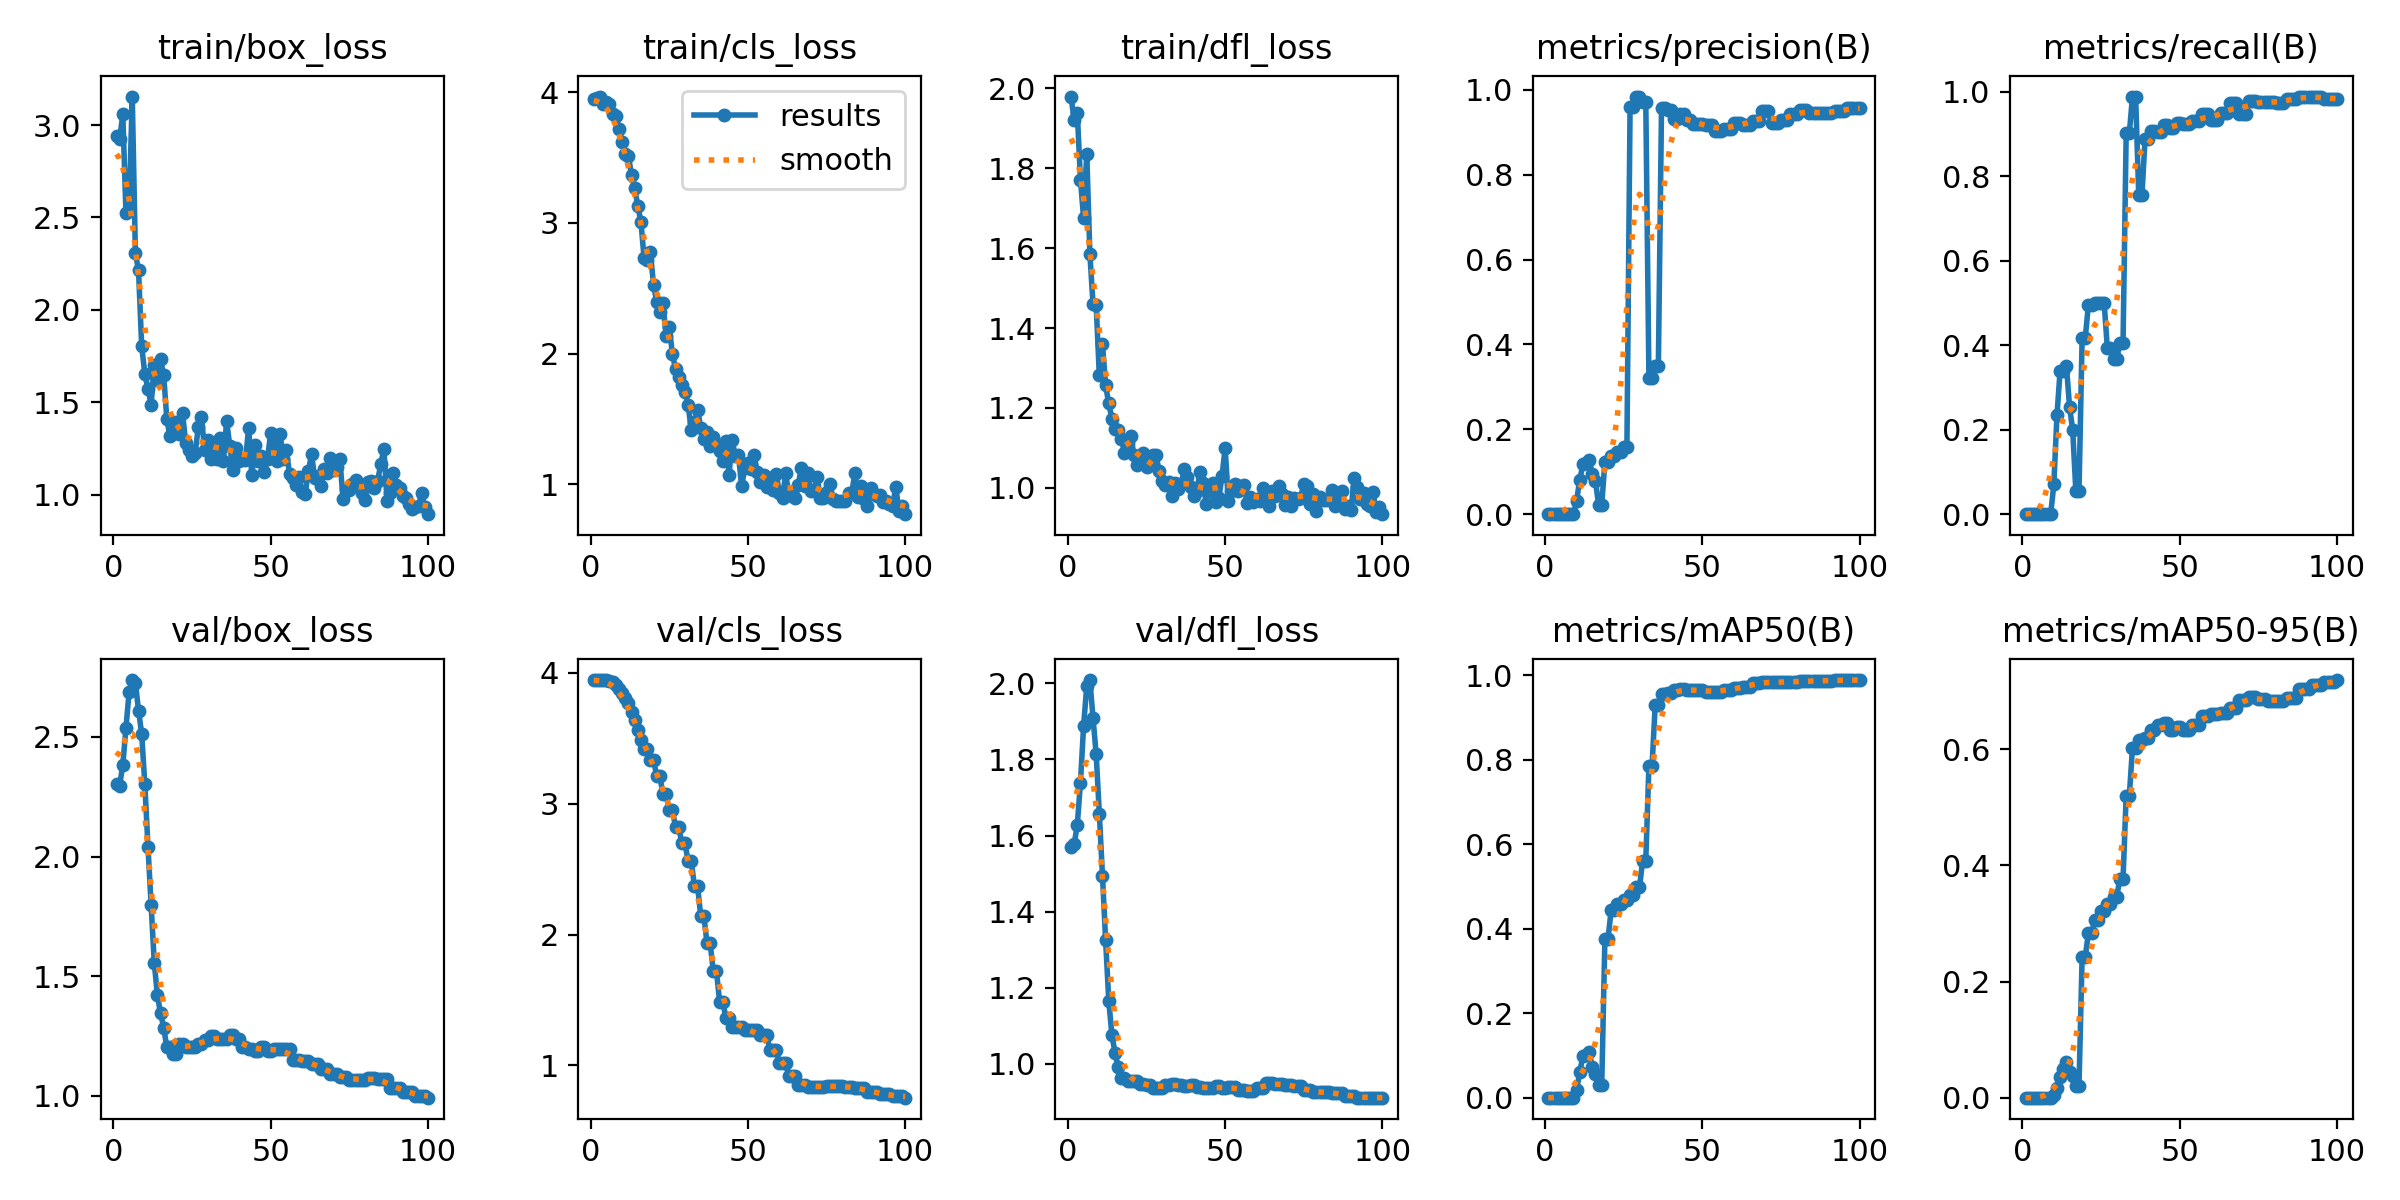 train/box_loss
3.0
2.5
2.0
1.5
1.0
0 50 100
train/cls_loss
results
smooth
4
3
2
1
0 50 100
train/dfl_loss
2.0
1.8
1.6
1.4
1.2
1.0
0 50 100
metrics/precision(B)
1.0
0.8
0.6
0.4
0.2
0.0
0 50 100
metrics/recall(B)
1.0
0.8
0.6
0.4
0.2
0.0
0 50 100
val/box_loss
2.5
2.0
1.5
1.0
0 50 100
val/cls_loss
4
3
2
1
0 50 100
val/dfl_loss
2.0
1.8
1.6
1.4
1.2
1.0
0 50 100
metrics/mAP50(B)
1.0
0.8
0.6
0.4
0.2
0.0
0 50 100
metrics/mAP50-95(B)
0.6
0.4
0.2
0.0
0 50 100